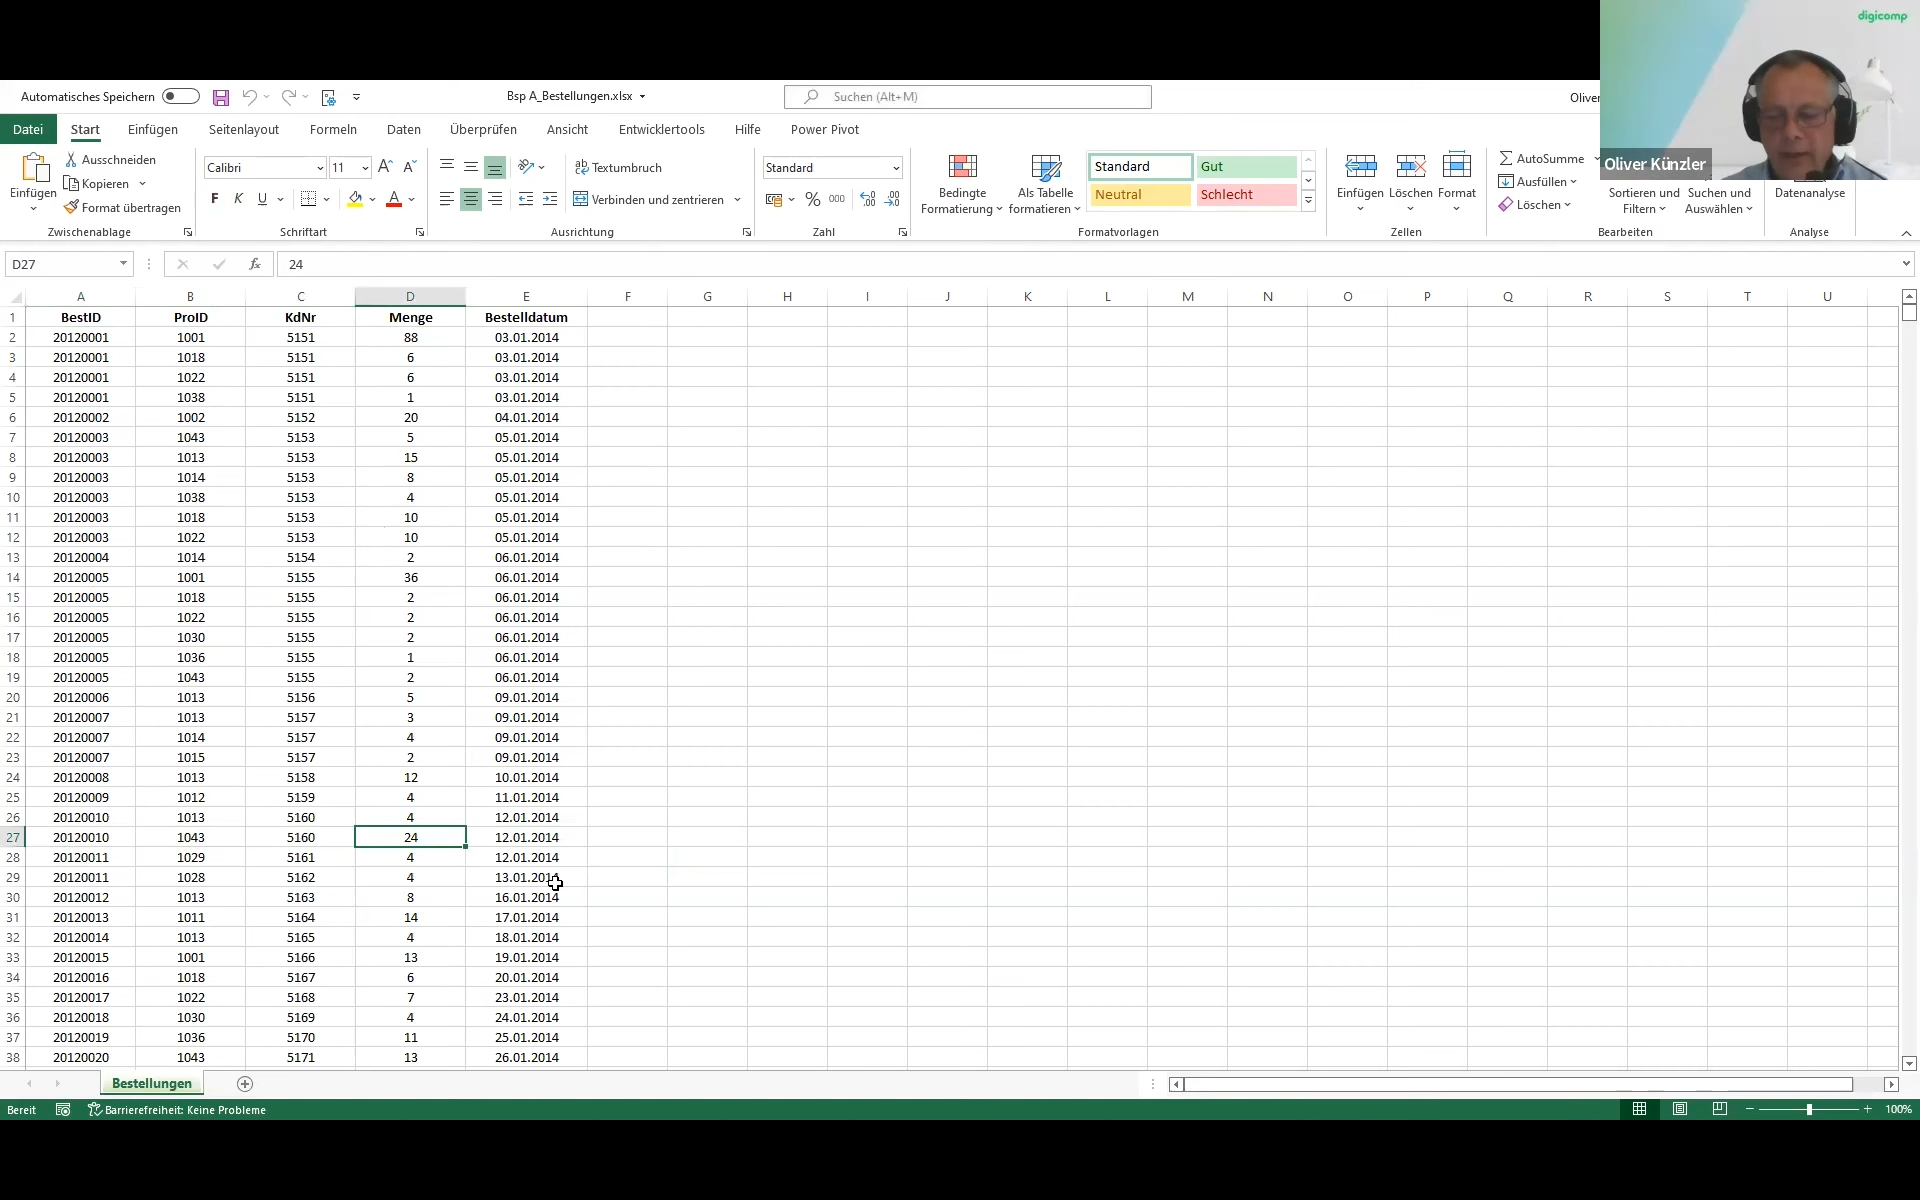 digicomp
Automatisches Speichern
Bsp A_Bestellungen.xlsx
Suchen (Alt+M)
Oliver
Oliver Künzler
Datei Start Einfügen Seitenlayout Formeln Daten Überprüfen Ansicht Entwicklertools Hilfe Power Pivot
Einfügen
Ausschneiden
Kopieren
Format übertragen
Zwischenablage
Calibri 11
F K U
Schriftart
Textumbruch
Verbinden und zentrieren
Ausrichtung
Standard
% 000
Zahl
Bedingte Formatierung
Als Tabelle formatieren
Standard Gut
Neutral Schlecht
Formatvorlagen
Einfügen Löschen Format
Zellen
AutoSumme
Ausfüllen
Löschen
Sortieren und Filtern
Suchen und Auswählen
Bearbeiten
Datenanalyse
Analyse
D27 fx 24
A B C D E F G H I J K L M N O P Q R S T U
1 BestID ProID KdNr Menge Bestelldatum
2 20120001 1001 5151 88 03.01.2014
3 20120001 1018 5151 6 03.01.2014
4 20120001 1022 5151 6 03.01.2014
5 20120001 1038 5151 1 03.01.2014
6 20120002 1002 5152 20 04.01.2014
7 20120003 1043 5153 5 05.01.2014
8 20120003 1013 5153 15 05.01.2014
9 20120003 1014 5153 8 05.01.2014
10 20120003 1038 5153 4 05.01.2014
11 20120003 1018 5153 10 05.01.2014
12 20120003 1022 5153 10 05.01.2014
13 20120004 1014 5154 2 06.01.2014
14 20120005 1001 5155 36 06.01.2014
15 20120005 1018 5155 2 06.01.2014
16 20120005 1022 5155 2 06.01.2014
17 20120005 1030 5155 2 06.01.2014
18 20120005 1036 5155 1 06.01.2014
19 20120005 1043 5155 2 06.01.2014
20 20120006 1013 5156 5 09.01.2014
21 20120007 1013 5157 3 09.01.2014
22 20120007 1014 5157 4 09.01.2014
23 20120007 1015 5157 2 09.01.2014
24 20120008 1013 5158 12 10.01.2014
25 20120009 1012 5159 4 11.01.2014
26 20120010 1013 5160 4 12.01.2014
27 20120010 1043 5160 24 12.01.2014
28 20120011 1029 5161 4 12.01.2014
29 20120011 1028 5162 4 13.01.2014
30 20120012 1013 5163 8 16.01.2014
31 20120013 1011 5164 14 17.01.2014
32 20120014 1013 5165 4 18.01.2014
33 20120015 1001 5166 13 19.01.2014
34 20120016 1018 5167 6 20.01.2014
35 20120017 1022 5168 7 23.01.2014
36 20120018 1030 5169 4 24.01.2014
37 20120019 1036 5170 11 25.01.2014
38 20120020 1043 5171 13 26.01.2014
Bestellungen
Bereit
Barrierefreiheit: Keine Probleme
100%